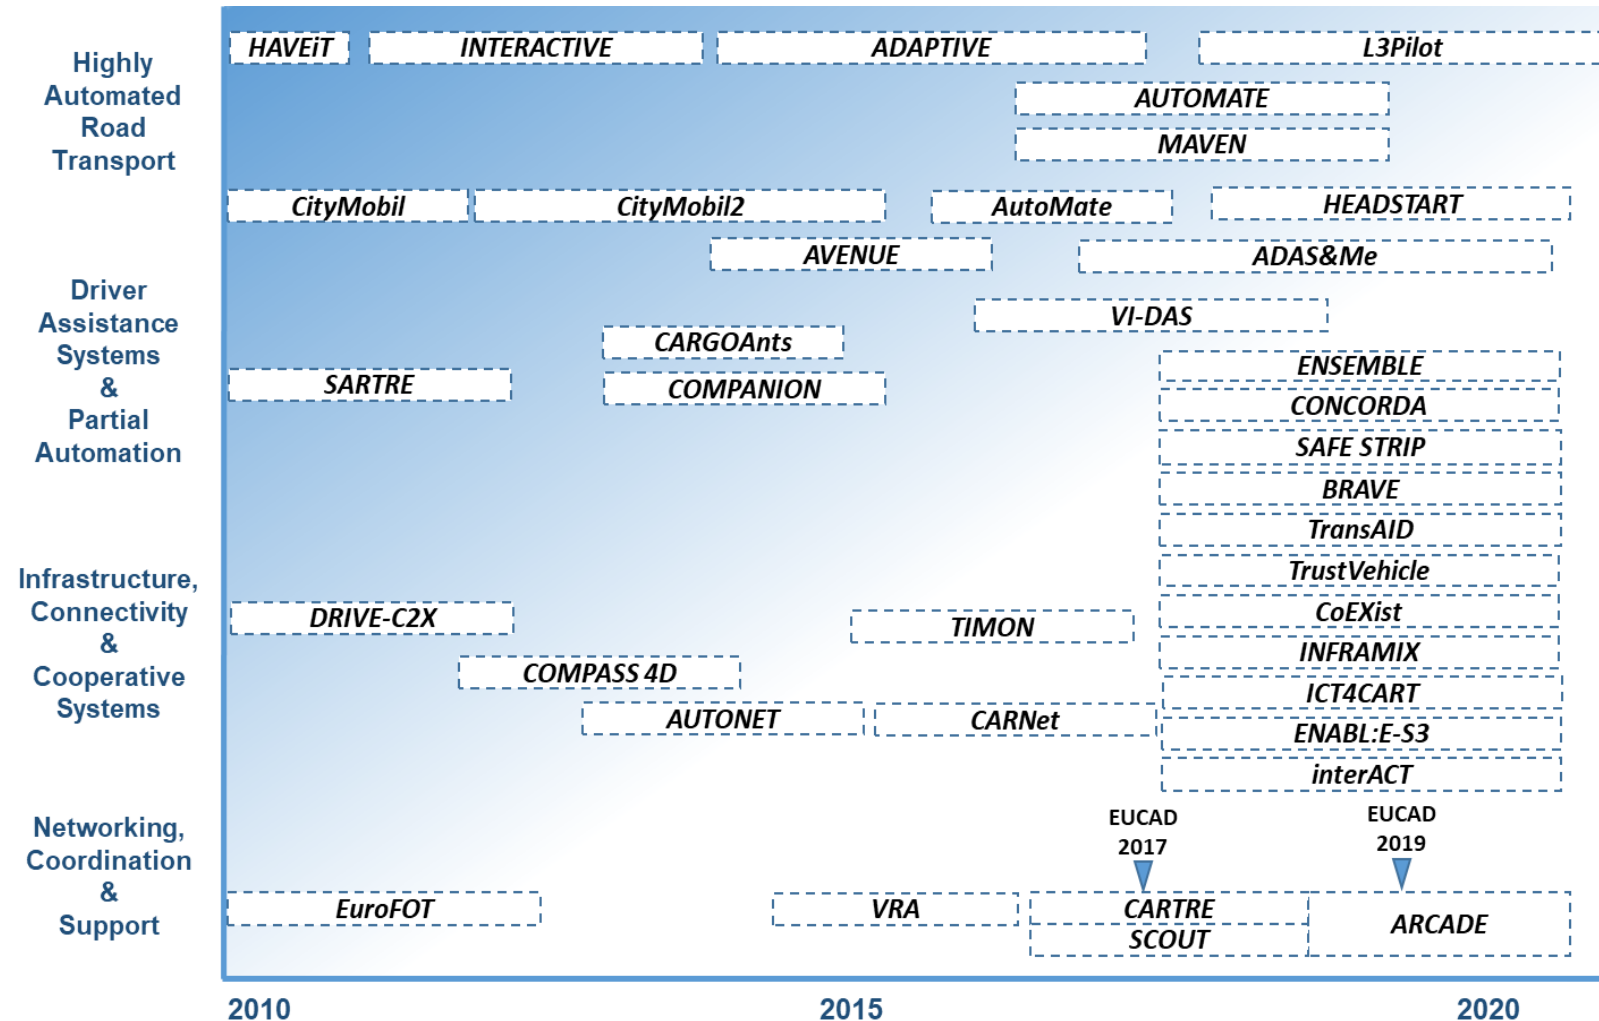 Highly
Automated
Road
Transport
HAVEiT
INTERACTIVE
ADAPTIVE
L3Pilot
AUTOMATE
MAVEN
CityMobil
CityMobil2
AutoMate
HEADSTART
AVENUE
ADAS&Me
Driver
Assistance
Systems
&
Partial
Automation
VI-DAS
CARGOAnts
SARTRE
COMPANION
ENSEMBLE
CONCORDA
SAFE STRIP
BRAVE
TransAID
TrustVehicle
CoEXist
INFRAMIX
ICT4CART
ENABL:E-S3
interACT
Infrastructure,
Connectivity
&
Cooperative
Systems
DRIVE-C2X
TIMON
COMPASS 4D
AUTONET
CARNet
Networking,
Coordination
&
Support
EUCAD
2017
EUCAD
2019
EuroFOT
VRA
CARTRE
SCOUT
ARCADE
2010
2015
2020